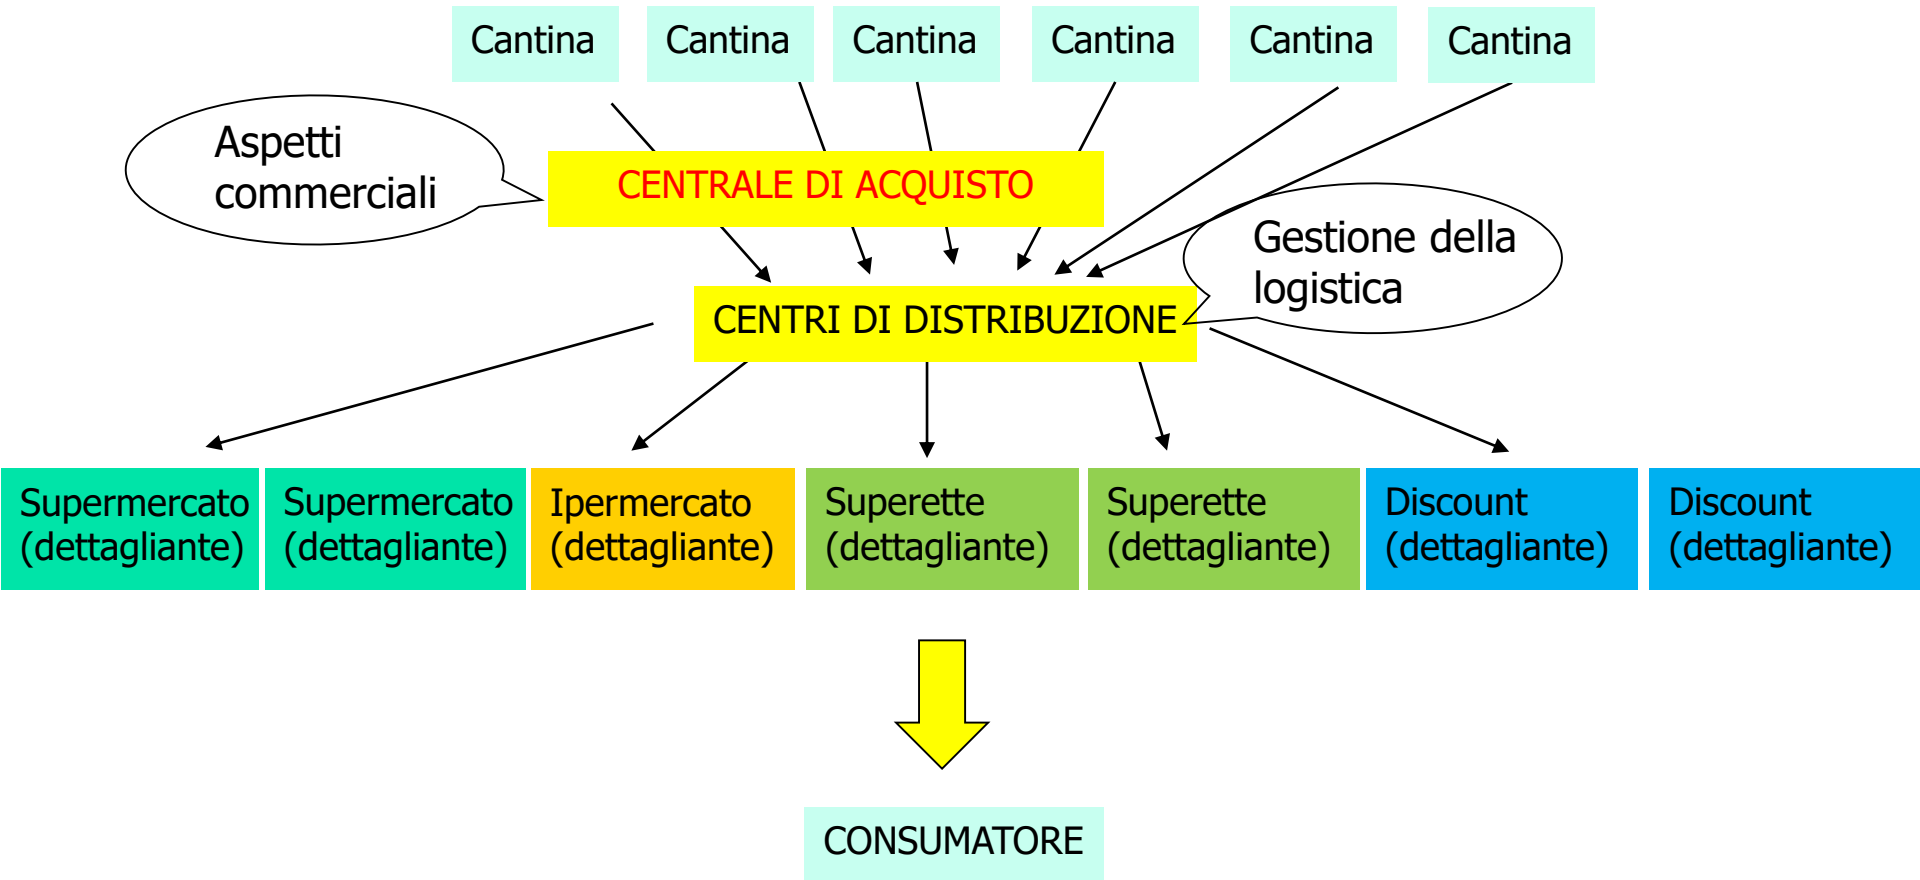 Cantina
Cantina
Cantina
Cantina
Cantina
Cantina
Aspetti
commerciali
CENTRALE DI ACQUISTO
Gestione della
logistica
CENTRI DI DISTRIBUZIONE
Supermercato
(dettagliante)
Supermercato
(dettagliante)
Ipermercato
(dettagliante)
Superette
(dettagliante)
Superette
(dettagliante)
Discount
(dettagliante)
Discount
(dettagliante)
CONSUMATORE